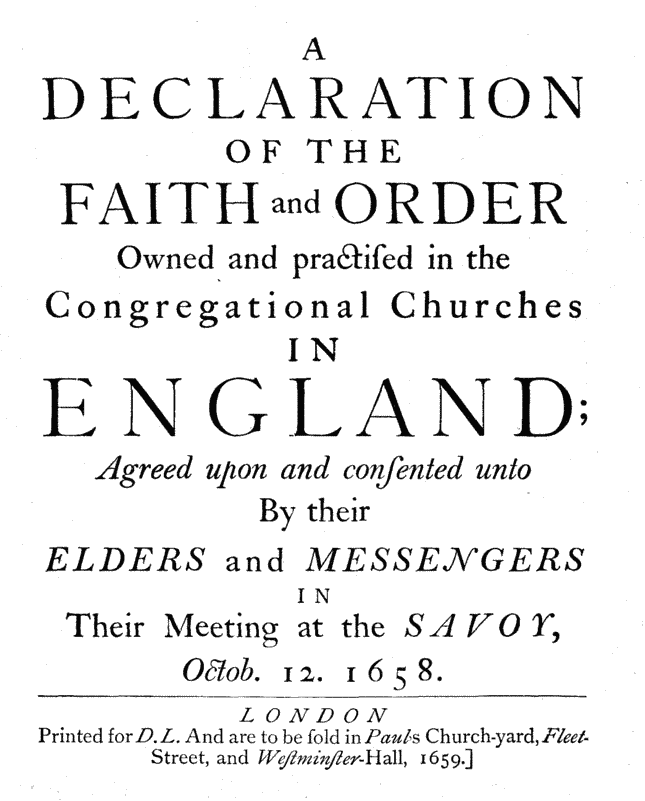 A
DECLARATION
OF THE
FAITH and ORDER
Owned and practiſed in the
Congregational Churches
IN
ENGLAND;
Agreed upon and conſented unto
By their
ELDERS and MESSENGERS
IN
Their Meeting at the SAVOY,
Octob. 12. 1658.
LONDON
Printed for D.L. And are to be ſold in Paul's Church-yard, Fleet-
Street, and Weſtminſter-Hall, 1659.]